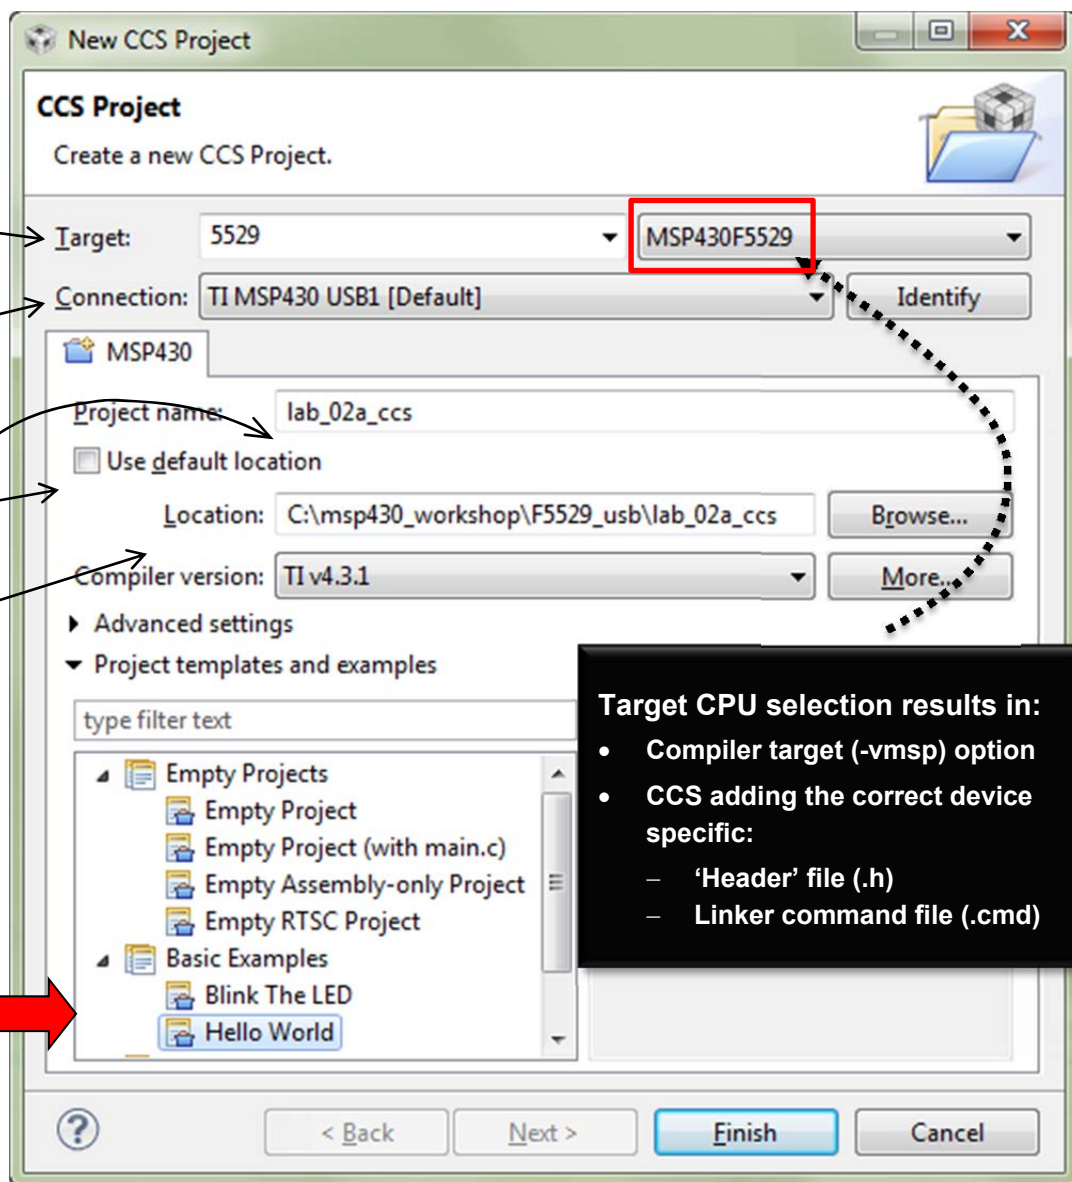 New CCS Project
CCS Project
Create a new CCS Project.
Target: 5529 MSP430F5529
Connection: TI MSP430 USB1 [Default] Identify
MSP430
Project name: lab_02a_ccs
Use default location
Location: C:\msp430_workshop\F5529_usb\lab_02a_ccs Browse...
Compiler version: TI v4.3.1 More...
Advanced settings
Project templates and examples
type filter text
Empty Projects
Empty Project
Empty Project (with main.c)
Empty Assembly-only Project
Empty RTSC Project
Basic Examples
Blink The LED
Hello World
Target CPU selection results in:
• Compiler target (-vmsp) option
• CCS adding the correct device
specific:
– ‘Header’ file (.h)
– Linker command file (.cmd)
? < Back Next > Finish Cancel